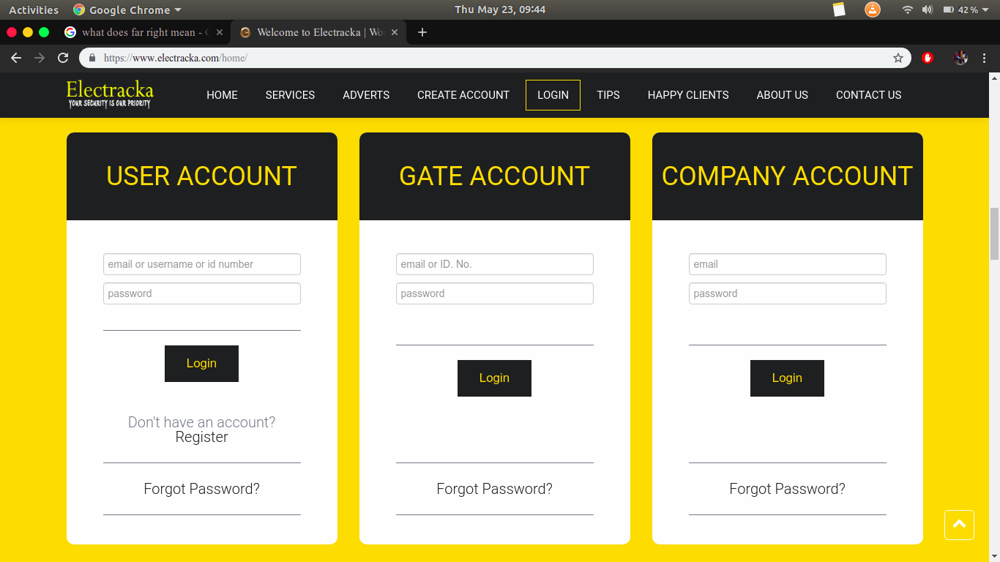 Activities Google Chrome Thu May 23, 09:44 42 %
what does far right mean - Welcome to Electracka | Wo
https://www.electracka.com/home/
Electracka
YOUR SECURITY IS OUR PRIORITY
HOME SERVICES ADVERTS CREATE ACCOUNT LOGIN TIPS HAPPY CLIENTS ABOUT US CONTACT US
USER ACCOUNT
email or username or id number
password
Login
Don't have an account?
Register
Forgot Password?
GATE ACCOUNT
email or ID. No.
password
Login
Forgot Password?
COMPANY ACCOUNT
email
password
Login
Forgot Password?